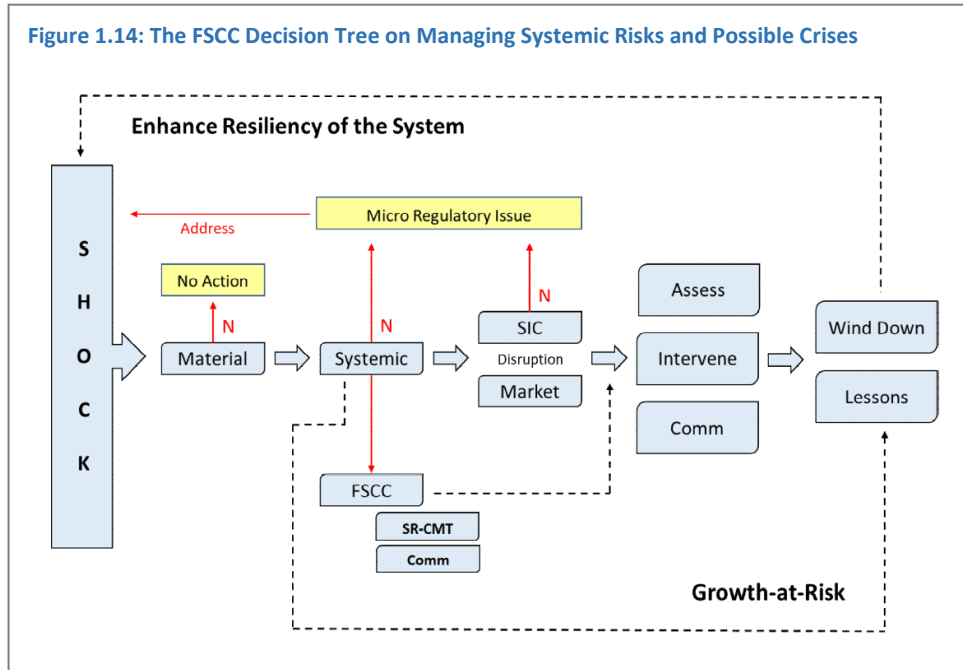 Figure 1.14: The FSCC Decision Tree on Managing Systemic Risks and Possible Crises
Enhance Resiliency of the System
SHOCK
Micro Regulatory Issue
Address
No Action
N
N
N
Material
Systemic
SIC
Disruption
Market
Assess
Intervene
Comm
Wind Down
Lessons
FSCC
SR-CMT
Comm
Growth-at-Risk